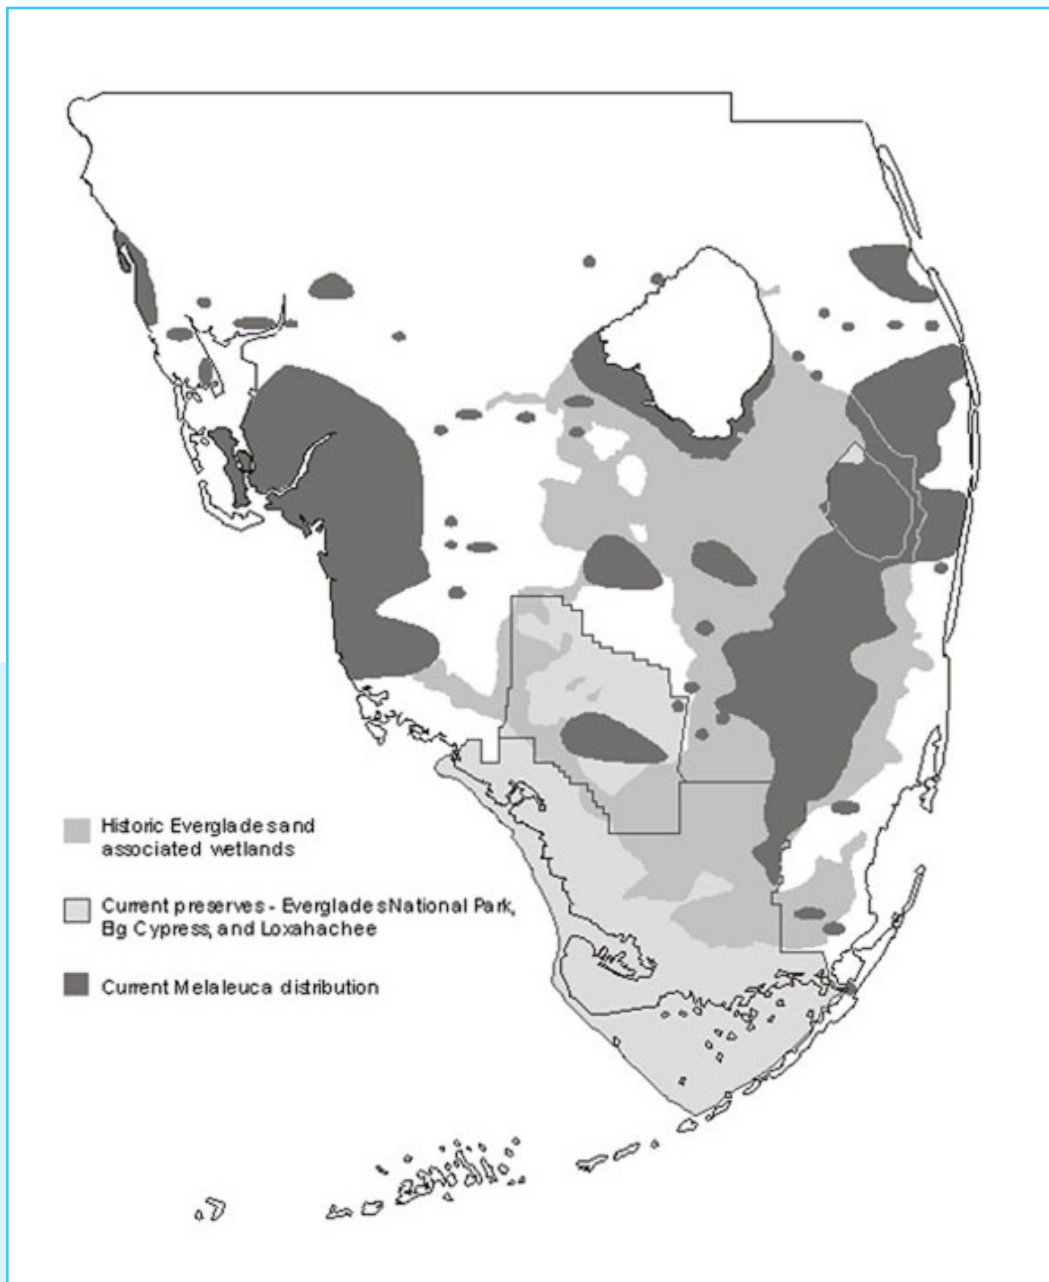 Historic Everglades and
associated wetlands
Current preserves - Everglades National Park,
Big Cypress, and Loxahachee
Current Melaleuca distribution